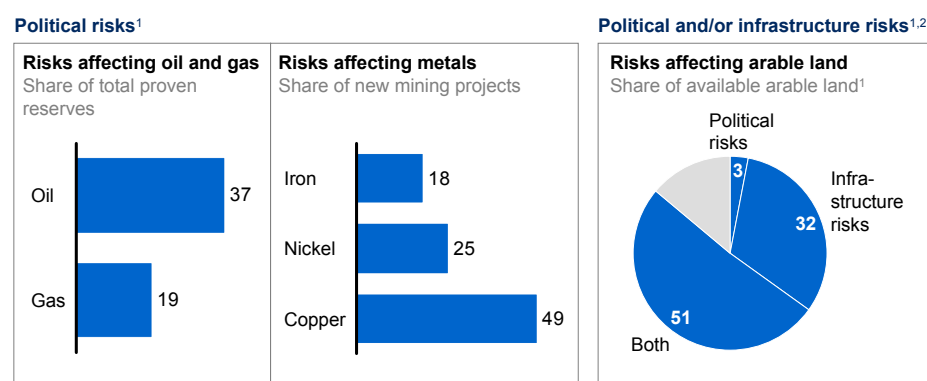 Political risks1
Risks affecting oil and gas
Share of total proven
reserves
Oil
37
Gas
19
Risks affecting metals
Share of new mining projects
Iron
18
Nickel
25
Copper
49
Political and/or infrastructure risks1,2
Risks affecting arable land
Share of available arable land1
Political
risks
3
Infra-
structure
risks
32
51
Both